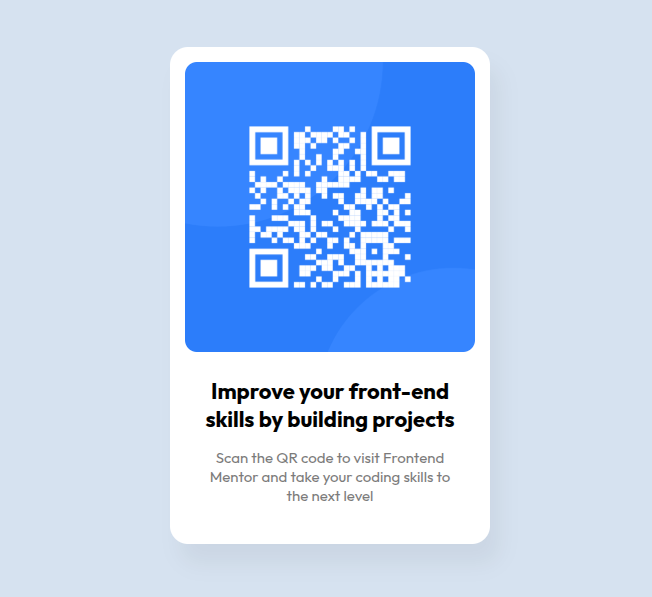 Improve your front-end
skills by building projects
Scan the QR code to visit Frontend
Mentor and take your coding skills to
the next level